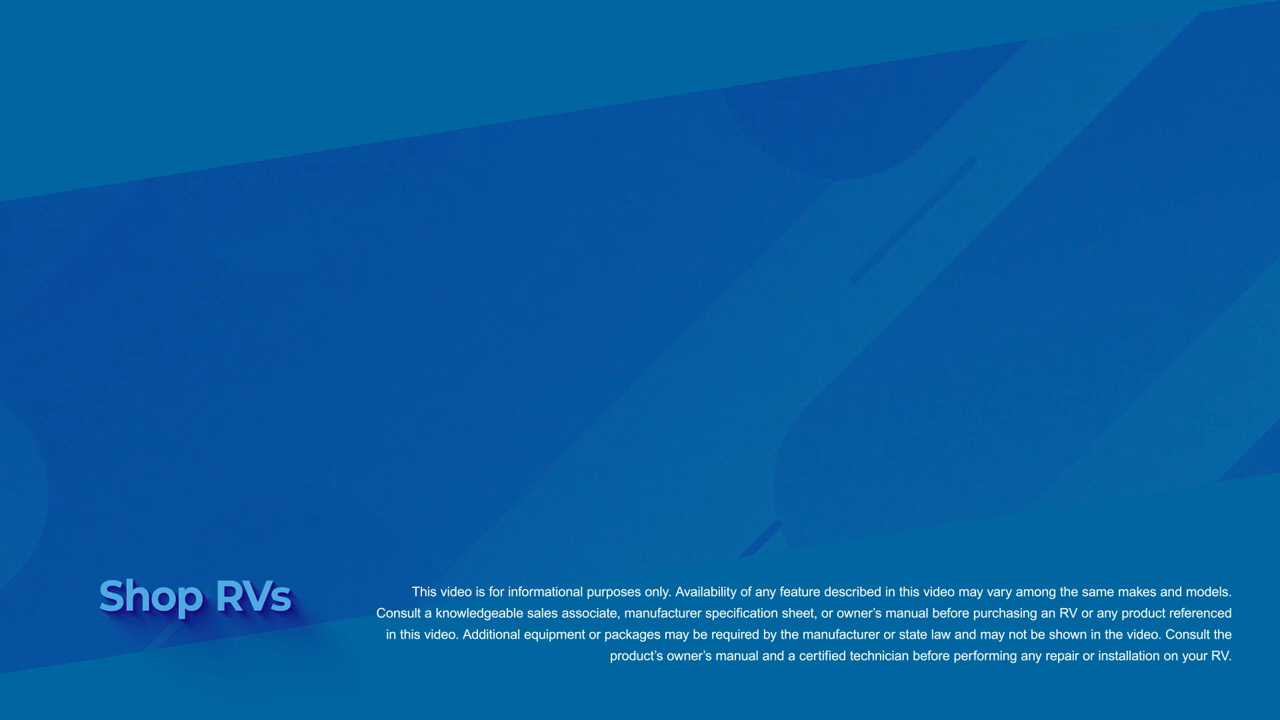 Shop RVs
This video is for informational purposes only. Availability of any feature described in this video may vary among the same makes and models.
Consult a knowledgeable sales associate, manufacturer specification sheet, or owner’s manual before purchasing an RV or any product referenced
in this video. Additional equipment or packages may be required by the manufacturer or state law and may not be shown in the video. Consult the
product’s owner’s manual and a certified technician before performing any repair or installation on your RV.